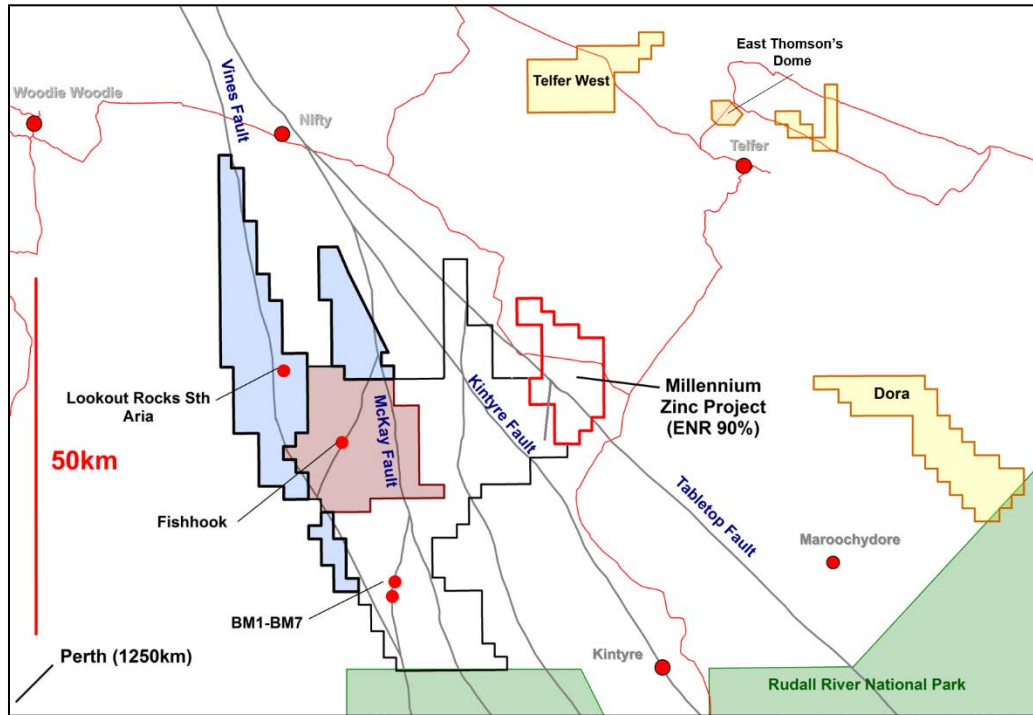 East Thomson's
Dome
Telfer West
Woodie Woodie
Vines Fault
Nifty
Telfer
Lookout Rocks Sth
Aria
McKay Fault
Kintyre Fault
Millennium
Zinc Project
(ENR 90%)
Dora
50km
Fishhook
Tabletop Fault
Maroochydore
BM1-BM7
Perth (1250km)
Kintyre
Rudall River National Park